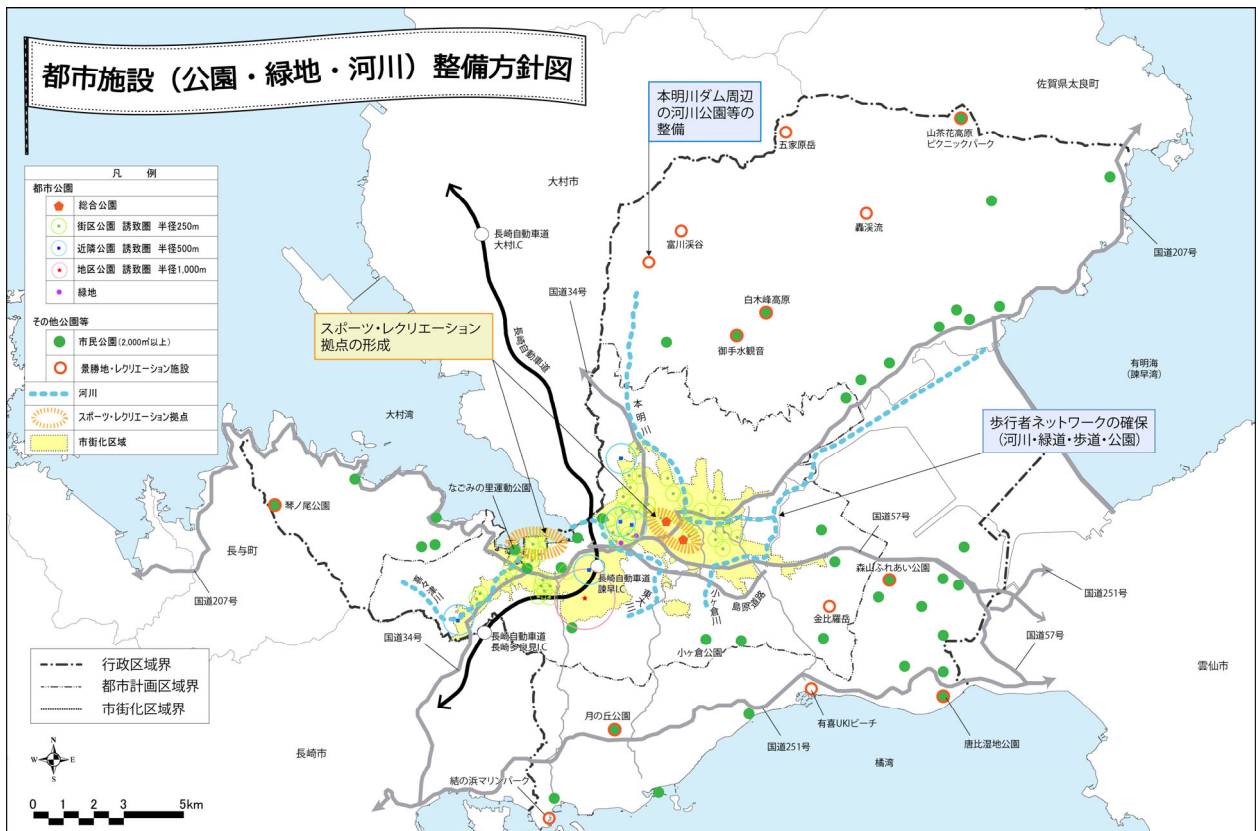 都市施設（公園・緑地・河川）整備方針図
凡　例
都市公園
総合公園
街区公園 誘致圏 半径250m
近隣公園 誘致圏 半径500m
地区公園 誘致圏 半径1,000m
緑地
その他公園等
市民公園(2,000㎡以上)
景勝地・レクリエーション施設
河川
スポーツ・レクリエーション拠点
市街化区域
本明川ダム周辺
の河川公園等の
整備
佐賀県太良町
山茶花高原
ピクニックパーク
五家原岳
大村市
長崎自動車道
大村I.C
富川渓谷
轟渓流
国道207号
国道34号
白木峰高原
御手水観音
スポーツ・レクリエーション
拠点の形成
長崎自動車道
有明海
(諫早湾)
大村湾
本明川
歩行者ネットワークの確保
（河川・緑道・歩道・公園）
なごみの里運動公園
琴ノ尾公園
長与町
国道57号
森山ふれあい公園
長崎自動車道
諫早I.C
喜々津川
東大川
小ヶ倉川
島原道路
国道251号
金比羅岳
国道207号
国道34号
長崎自動車道
長崎多良見I.C
小ヶ倉公園
国道57号
雲仙市
行政区域界
都市計画区域界
市街化区域界
月の丘公園
有喜UKIビーチ
唐比湿地公園
国道251号
長崎市
橘湾
結の浜マリンパーク
N
W
E
S
0 1 2 3 5km